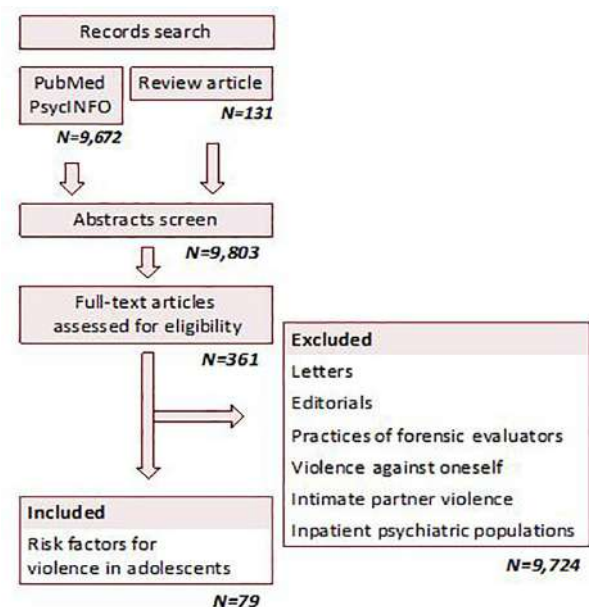 Records search
PubMed
PsycINFO
N=9,672
Review article
N=131
Abstracts screen
N=9,803
Full-text articles
assessed for eligibility
N=361
Excluded
Letters
Editorials
Practices of forensic evaluators
Violence against oneself
Intimate partner violence
Inpatient psychiatric populations
N=9,724
Included
Risk factors for
violence in adolescents
N=79